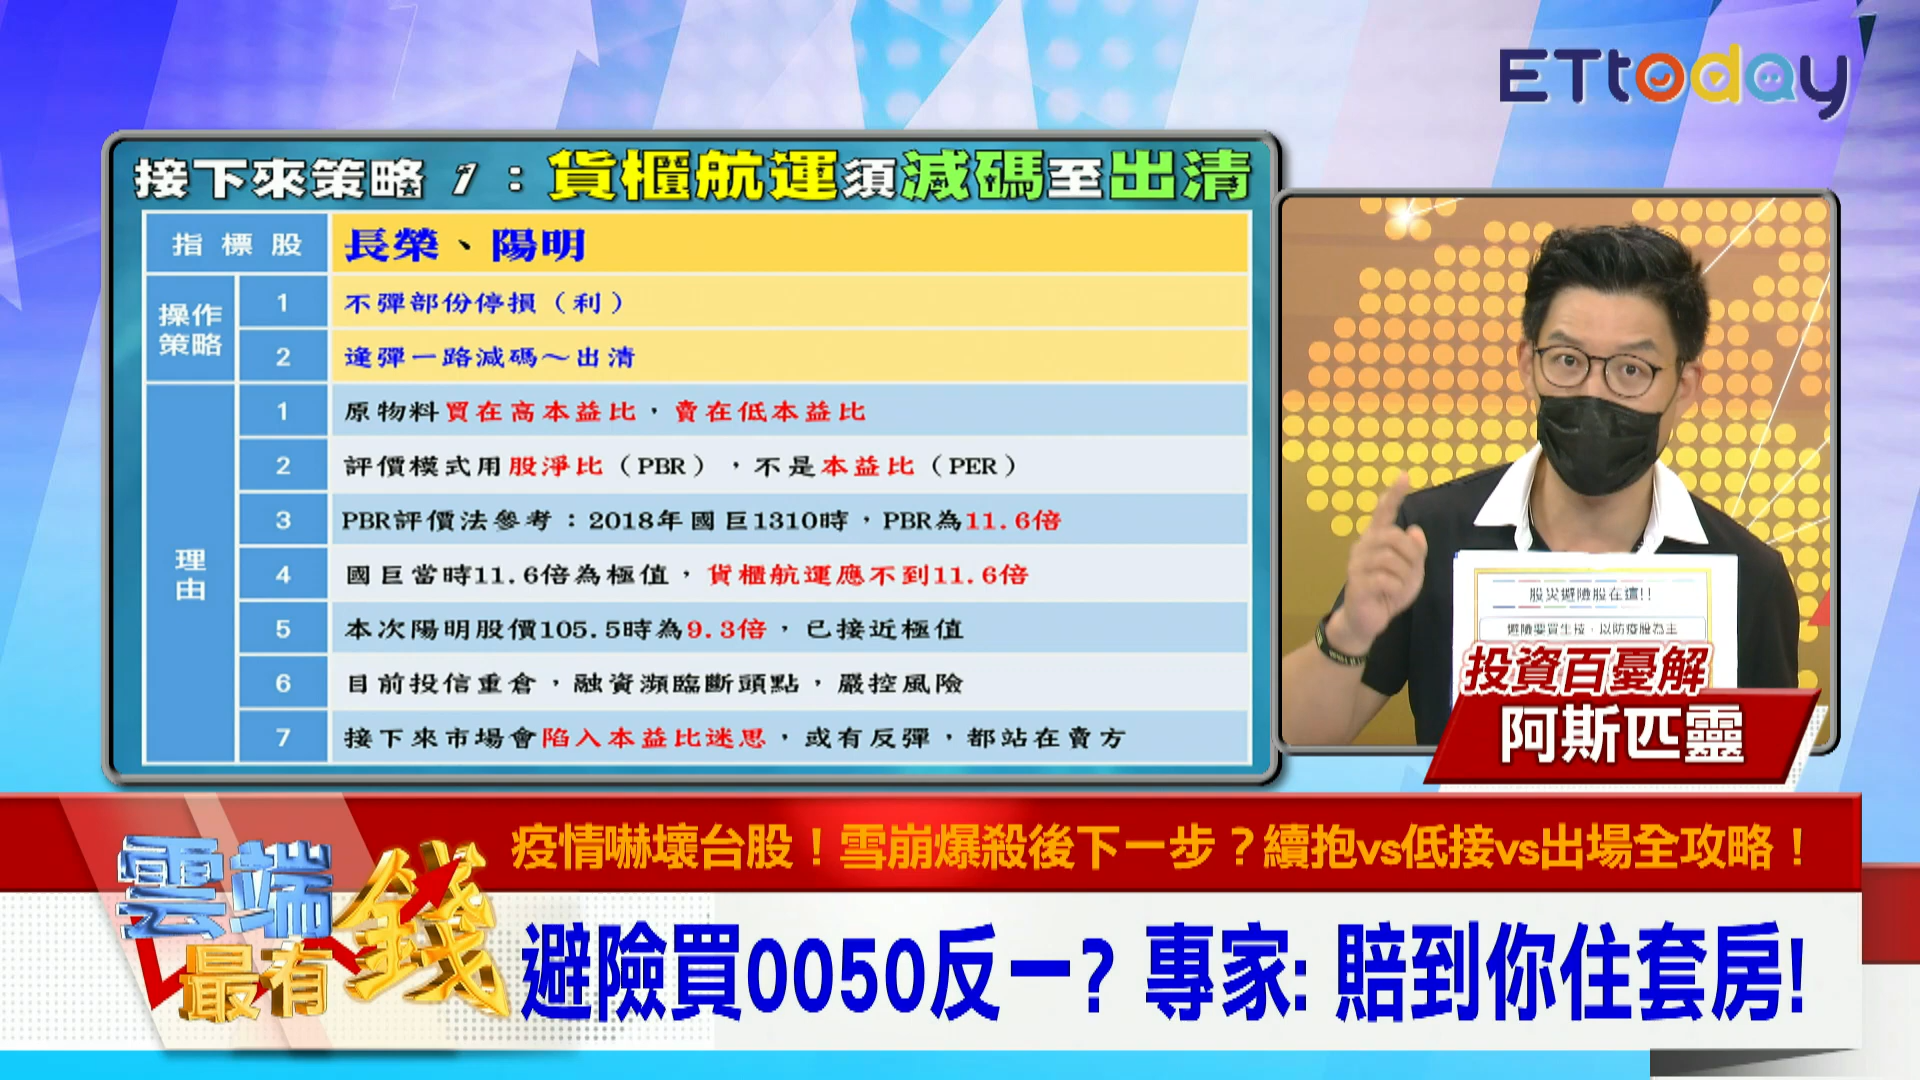 ETtoday
接下來策略 1：貨櫃航運須減碼至出清
指標股
長榮、陽明
操作
策略
1
不彈部份停損（利）
2
逢彈一路減碼～出清
理
由
1
原物料買在高本益比，賣在低本益比
2
評價模式用股淨比（PBR），不是本益比（PER）
3
PBR評價法參考：2018年國巨1310時，PBR為11.6倍
4
國巨當時11.6倍為極值，貨櫃航運應不到11.6倍
5
本次陽明股價105.5時為9.3倍，已接近極值
6
目前投信重倉，融資瀕臨斷頭點，嚴控風險
7
接下來市場會陷入本益比迷思，或有反彈，都站在賣方
股災避險股在這!!
避險要買生技，以防疫股為主
投資百憂解
阿斯匹靈
雲端
最有
錢
疫情嚇壞台股！雪崩爆殺後下一步？續抱vs低接vs出場全攻略！
避險買0050反一? 專家: 賠到你住套房!